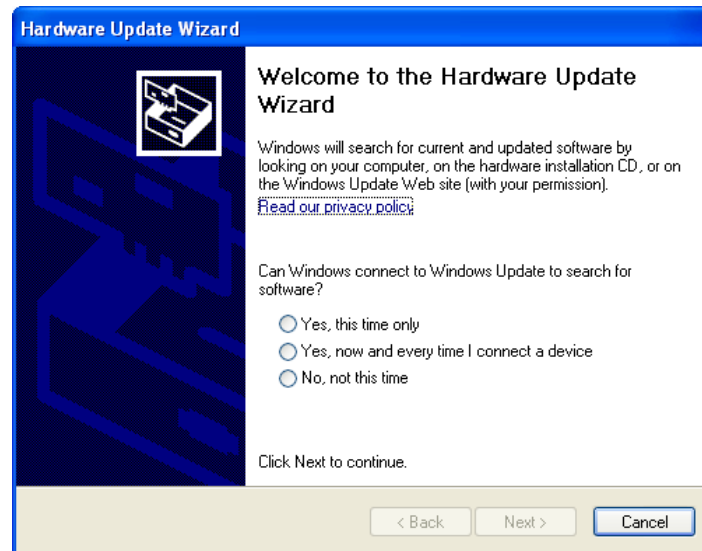 Hardware Update Wizard
Welcome to the Hardware Update
Wizard
Windows will search for current and updated software by
looking on your computer, on the hardware installation CD, or on
the Windows Update Web site (with your permission).
Read our privacy policy
Can Windows connect to Windows Update to search for
software?
Yes, this time only
Yes, now and every time I connect a device
No, not this time
Click Next to continue.
< Back Next > Cancel